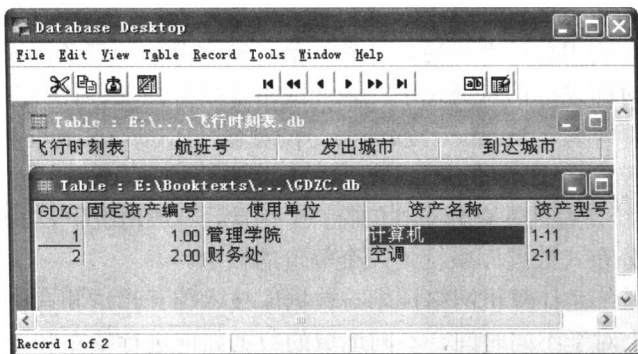 Database Desktop
File Edit View Table Record Tools Window Help
Table : E:\...\飞行时刻表.db
飞行时刻表 航班号 发出城市 到达城市
Table : E:\Booktexts\...\GDZC.db
GDZC 固定资产编号 使用单位 资产名称 资产型号
1 1.00 管理学院 计算机 1-11
2 2.00 财务处 空调 2-11
Record 1 of 2